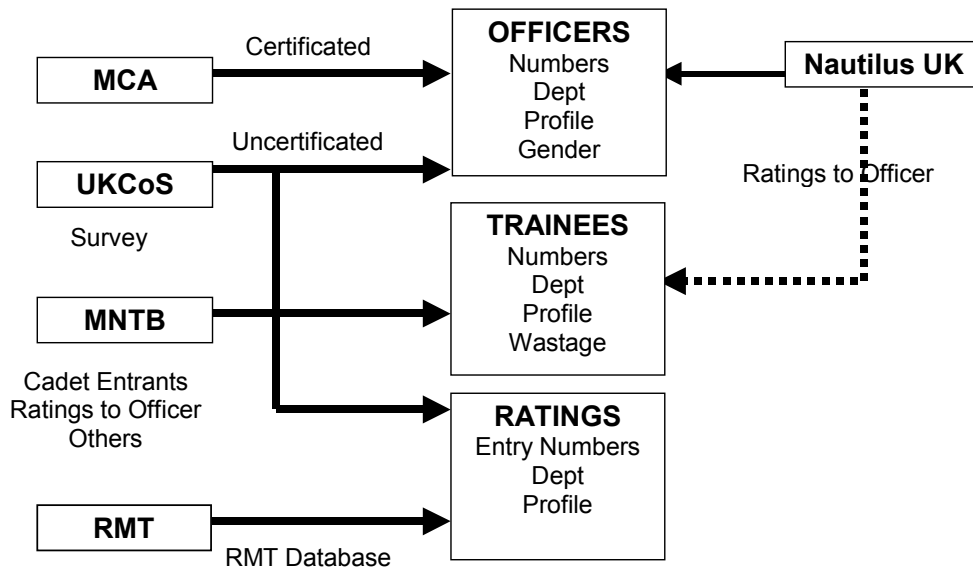 MCA
Certificated
UKCoS
Uncertificated
Survey
MNTB
Cadet Entrants
Ratings to Officer
Others
RMT
RMT Database
OFFICERS
Numbers
Dept
Profile
Gender
TRAINEES
Numbers
Dept
Profile
Wastage
RATINGS
Entry Numbers
Dept
Profile
Nautilus UK
Ratings to Officer